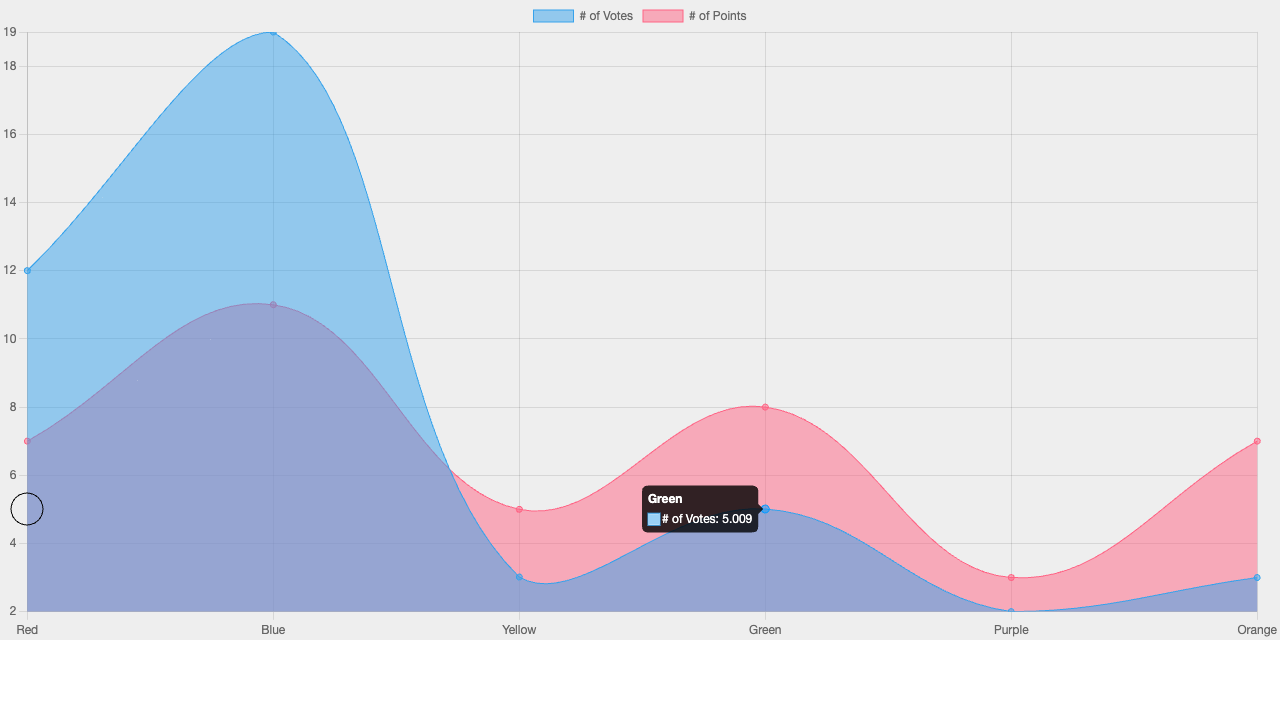 # of Votes # of Points
19
18
16
14
12
10
8
6
4
2
Green
# of Votes: 5.009
Red Blue Yellow Green Purple Orange